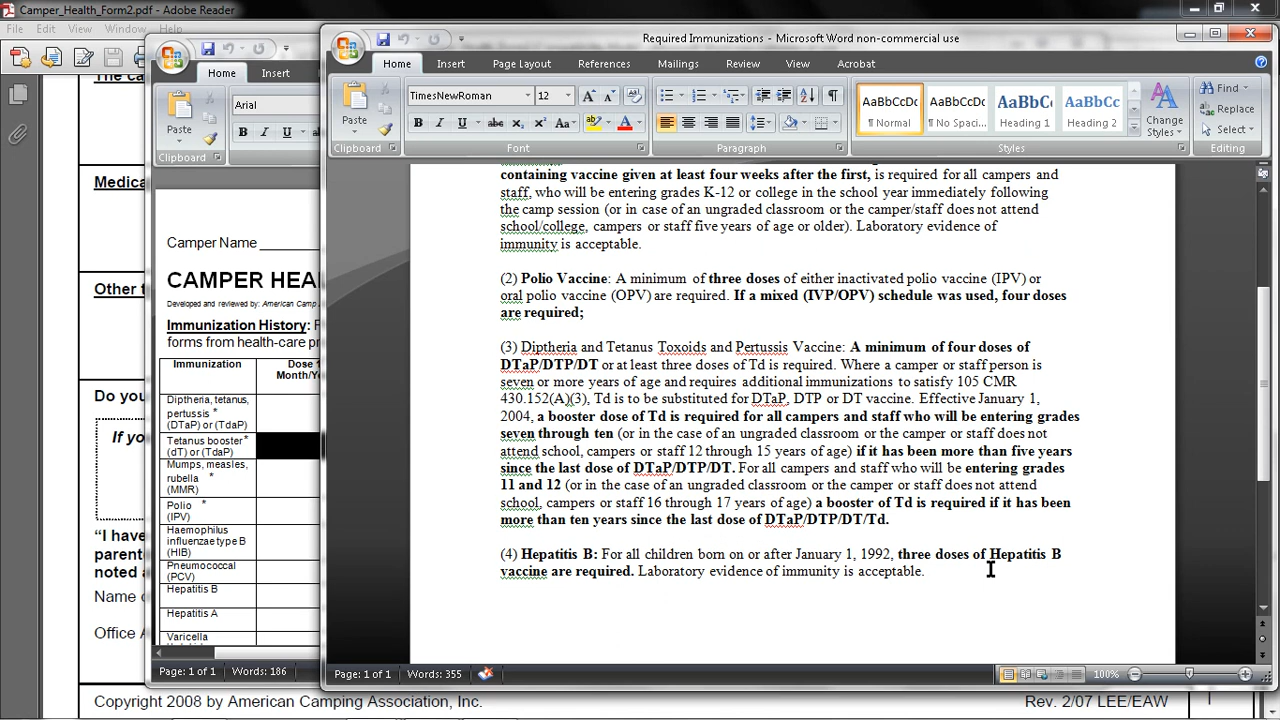 Camper_Health_Form2.pdf - Adobe Reader
File Edit View Window Help
Required Immunizations - Microsoft Word non-commercial use
Home Insert Page Layout References Mailings Review View Acrobat
Home Insert
Paste
Clipboard
Arial
B I U
Paste
Clipboard
TimesNewRoman 12
B I U abc X₂ X² Aa
Font
Paragraph
AaBbCcDc AaBbCcDc AaBbCc AaBbCc
¶ Normal ¶ No Spaci... Heading 1 Heading 2
Change Styles
Styles
Find
Replace
Select
Editing
Medica
Other t
Do you
If yo
“I have
parent
noted a
Name o
Office A
Camper Name
CAMPER HEA
Developed and reviewed by: American Camp
Immunization History: F
forms from health-care pr
Immunization Dose 1
Month/Ye
Diptheria, tetanus,
pertussis *
(DTaP) or (TdaP)
Tetanus booster*
(dT) or (TdaP)
Mumps, measles,
rubella *
(MMR)
Polio *
(IPV)
Haemophilus
influenzae type B
(HIB)
Pneumococcal
(PCV)
Hepatitis B
Hepatitis A
Varicella
Page: 1 of 1 Words: 186
containing vaccine given at least four weeks after the first, is required for all campers and
staff, who will be entering grades K-12 or college in the school year immediately following
the camp session (or in case of an ungraded classroom or the camper/staff does not attend
school/college, campers or staff five years of age or older). Laboratory evidence of
immunity is acceptable.
(2) Polio Vaccine: A minimum of three doses of either inactivated polio vaccine (IPV) or
oral polio vaccine (OPV) are required. If a mixed (IVP/OPV) schedule was used, four doses
are required;
(3) Diptheria and Tetanus Toxoids and Pertussis Vaccine: A minimum of four doses of
DTaP/DTP/DT or at least three doses of Td is required. Where a camper or staff person is
seven or more years of age and requires additional immunizations to satisfy 105 CMR
430.152(A)(3), Td is to be substituted for DTaP, DTP or DT vaccine. Effective January 1,
2004, a booster dose of Td is required for all campers and staff who will be entering grades
seven through ten (or in the case of an ungraded classroom or the camper or staff does not
attend school, campers or staff 12 through 15 years of age) if it has been more than five years
since the last dose of DTaP/DTP/DT. For all campers and staff who will be entering grades
11 and 12 (or in the case of an ungraded classroom or the camper or staff does not attend
school, campers or staff 16 through 17 years of age) a booster of Td is required if it has been
more than ten years since the last dose of DTaP/DTP/DT/Td.
(4) Hepatitis B: For all children born on or after January 1, 1992, three doses of Hepatitis B
vaccine are required. Laboratory evidence of immunity is acceptable.
Page: 1 of 1 Words: 355 100%
Copyright 2008 by American Camping Association, Inc. Rev. 2/07 LEE/EAW